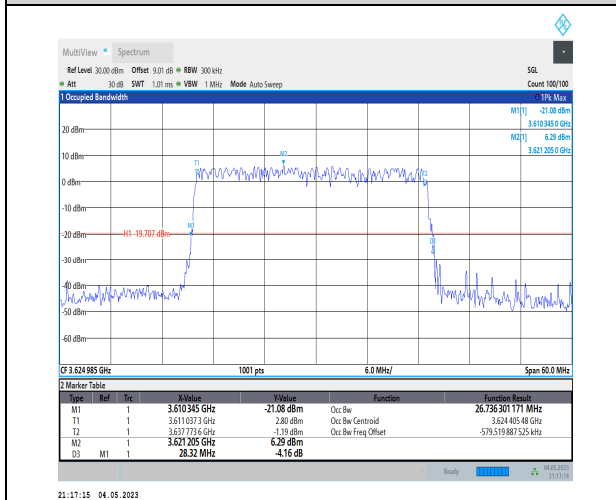 MultiView Spectrum
Ref Level 30.00 dBm Offset 9.01 dB RBW 300 kHz SGL
Att 30 dB SWT 1.01 ms VBW 1 MHz Mode Auto Sweep Count 100/100
1 Occupied Bandwidth 1Pk Max
M1[1] -21.08 dBm
3.610 345 0 GHz
M2[1] 6.29 dBm
3.621 205 0 GHz
20 dBm
10 dBm
T1 M2 T2
0 dBm
-10 dBm
M1
-20 dBm H1 -19.707 dBm
D3
-30 dBm
-40 dBm
-50 dBm
-60 dBm
CF 3.624 985 GHz 1001 pts 6.0 MHz/ Span 60.0 MHz
2 Marker Table
Type Ref Trc X-Value Y-Value Function Function Result
M1 1 3.610 345 GHz -21.08 dBm Occ Bw 26.736 301 171 MHz
T1 1 3.611 037 3 GHz 2.80 dBm Occ Bw Centroid 3.624 405 48 GHz
T2 1 3.637 773 6 GHz -1.19 dBm Occ Bw Freq Offset -579.519 887 525 kHz
M2 1 3.621 205 GHz 6.29 dBm
D3 M1 1 28.32 MHz -4.16 dB
Ready 04.05.2023
21:17:14
21:17:15 04.05.2023